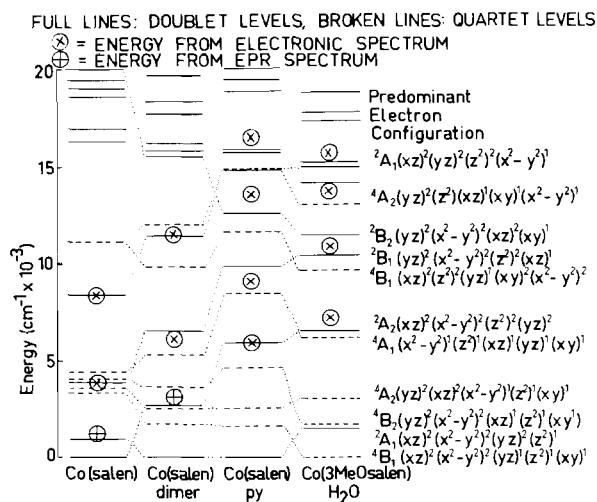 FULL LINES: DOUBLET LEVELS, BROKEN LINES: QUARTET LEVELS
⊗ = ENERGY FROM ELECTRONIC SPECTRUM
⊕ = ENERGY FROM EPR SPECTRUM
20
15
10
5
0
Energy (cm⁻¹ x 10⁻³)
Predominant
Electron
Configuration
²A₁(xz)²(yz)²(z²)²(x²−y²)¹
⁴A₂(yz)²(z²)(xz)¹(xy)¹(x²−y²)¹
²B₂(yz)²(x²−y²)²(xz)²(xy)¹
²B₁(yz)²(x²−y²)²(z²)²(xz)¹
⁴B₁(xz)²(z²)²(yz)¹(xy)²(x²−y²)²
²A₂(xz)²(x²−y²)²(z²)²(yz)²
⁴A₁(x²−y²)¹(z²)¹(xz)¹(yz)¹(xy)¹
⁴A₂(yz)²(xz)²(x²−y²)¹(z²)¹(xy)¹
⁴B₂(yz)²(x²−y²)²(xz)¹(z²)¹(xy)¹
²A₁(xz)²(x²−y²)²(yz)²(z²)¹
⁴B₁(xz)²(x²−y²)²(yz)¹(z²)¹(xy)¹
Co(salen) Co(salen) Co(salen) Co(3MeOsalen)
dimer py H₂O